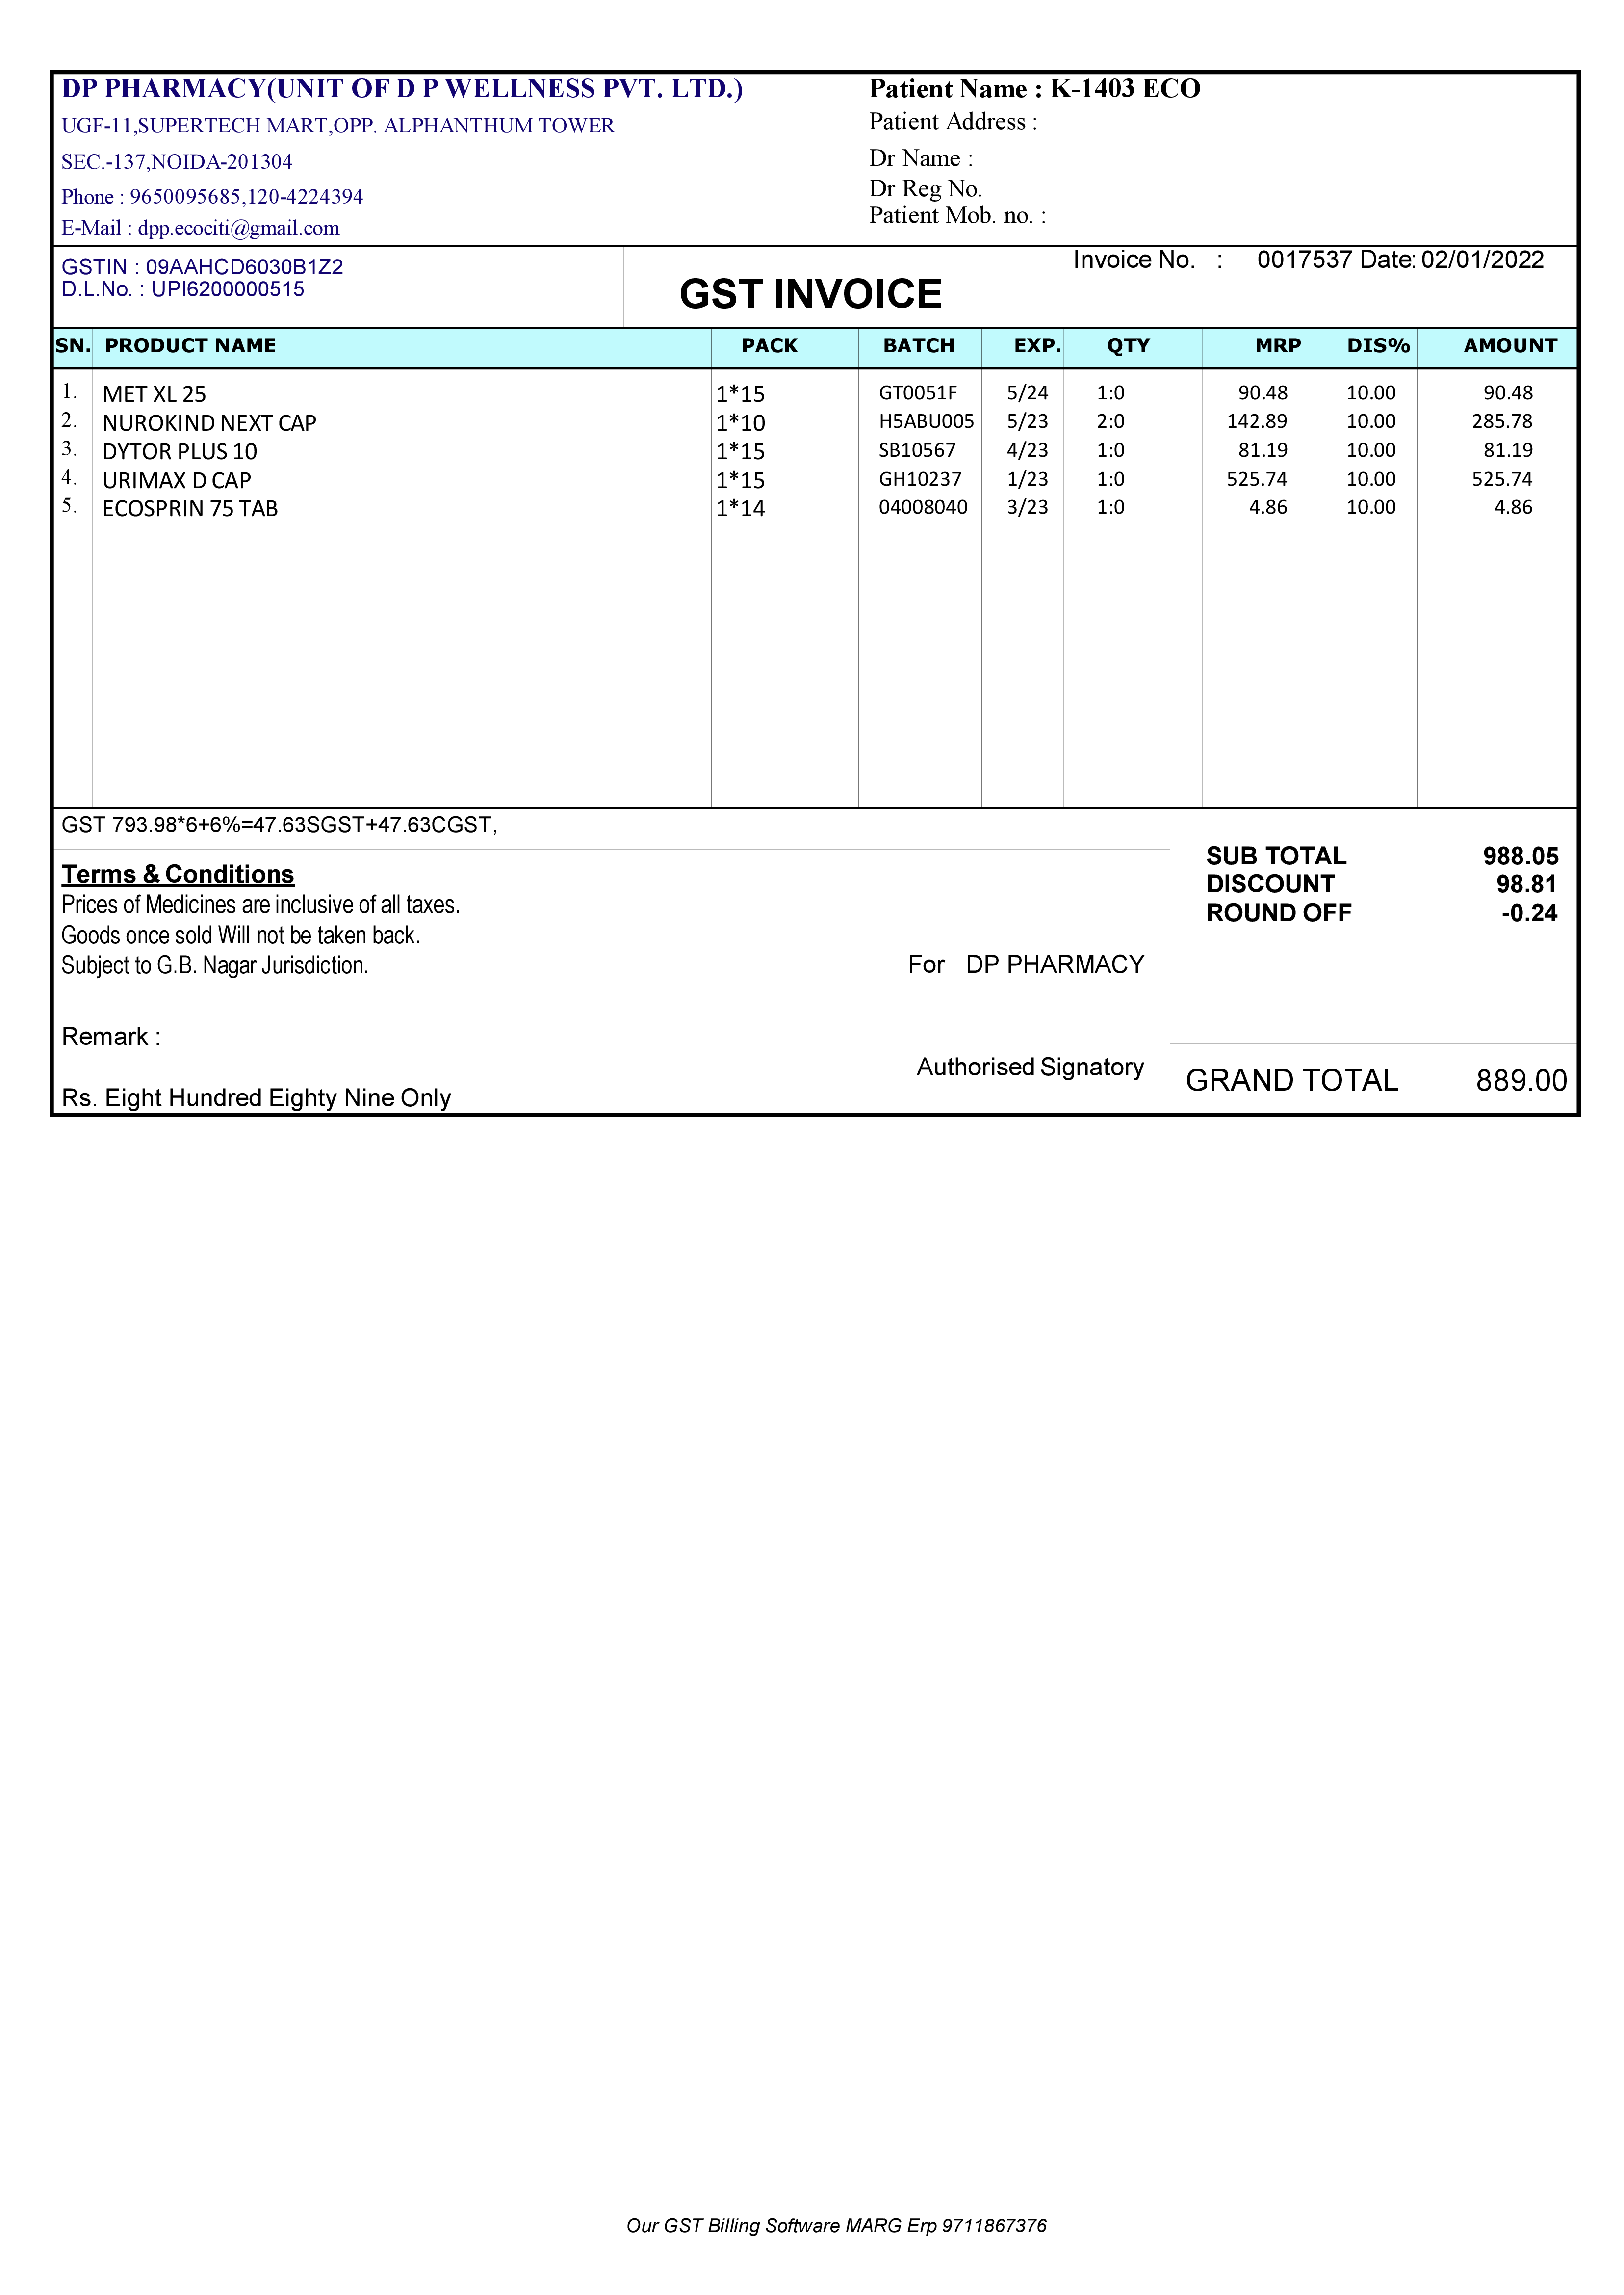 DP PHARMACY(UNIT OF D P WELLNESS PVT. LTD.)
UGF-11,SUPERTECH MART,OPP. ALPHANTHUM TOWER
SEC.-137,NOIDA-201304
Phone : 9650095685,120-4224394
E-Mail : dpp.ecociti@gmail.com
Patient Name : K-1403 ECO
Patient Address :
Dr Name :
Dr Reg No.
Patient Mob. no. :
GSTIN : 09AAHCD6030B1Z2
D.L.No. : UPI6200000515
GST INVOICE
Invoice No. : 0017537 Date: 02/01/2022
SN. PRODUCT NAME PACK BATCH EXP. QTY MRP DIS% AMOUNT
1. MET XL 25 1*15 GT0051F 5/24 1:0 90.48 10.00 90.48
2. NUROKIND NEXT CAP 1*10 H5ABU005 5/23 2:0 142.89 10.00 285.78
3. DYTOR PLUS 10 1*15 SB10567 4/23 1:0 81.19 10.00 81.19
4. URIMAX D CAP 1*15 GH10237 1/23 1:0 525.74 10.00 525.74
5. ECOSPRIN 75 TAB 1*14 04008040 3/23 1:0 4.86 10.00 4.86
GST 793.98*6+6%=47.63SGST+47.63CGST,
Terms & Conditions
Prices of Medicines are inclusive of all taxes.
Goods once sold Will not be taken back.
Subject to G.B. Nagar Jurisdiction.
For DP PHARMACY
Remark :
Authorised Signatory
Rs. Eight Hundred Eighty Nine Only
SUB TOTAL 988.05
DISCOUNT 98.81
ROUND OFF -0.24
GRAND TOTAL 889.00
Our GST Billing Software MARG Erp 9711867376